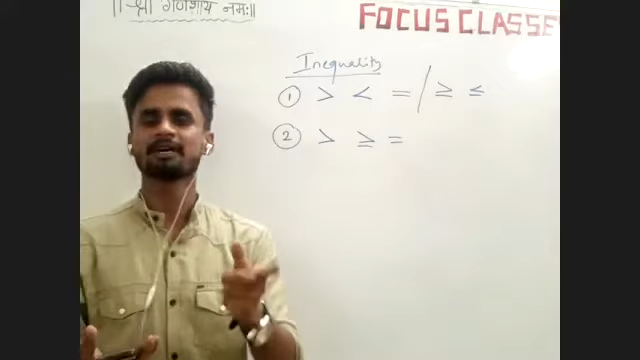 ||श्री गणेशाय नमः||
FOCUS CLASSE
Inequality
① > < = / ≥ ≤
② > ≥ =